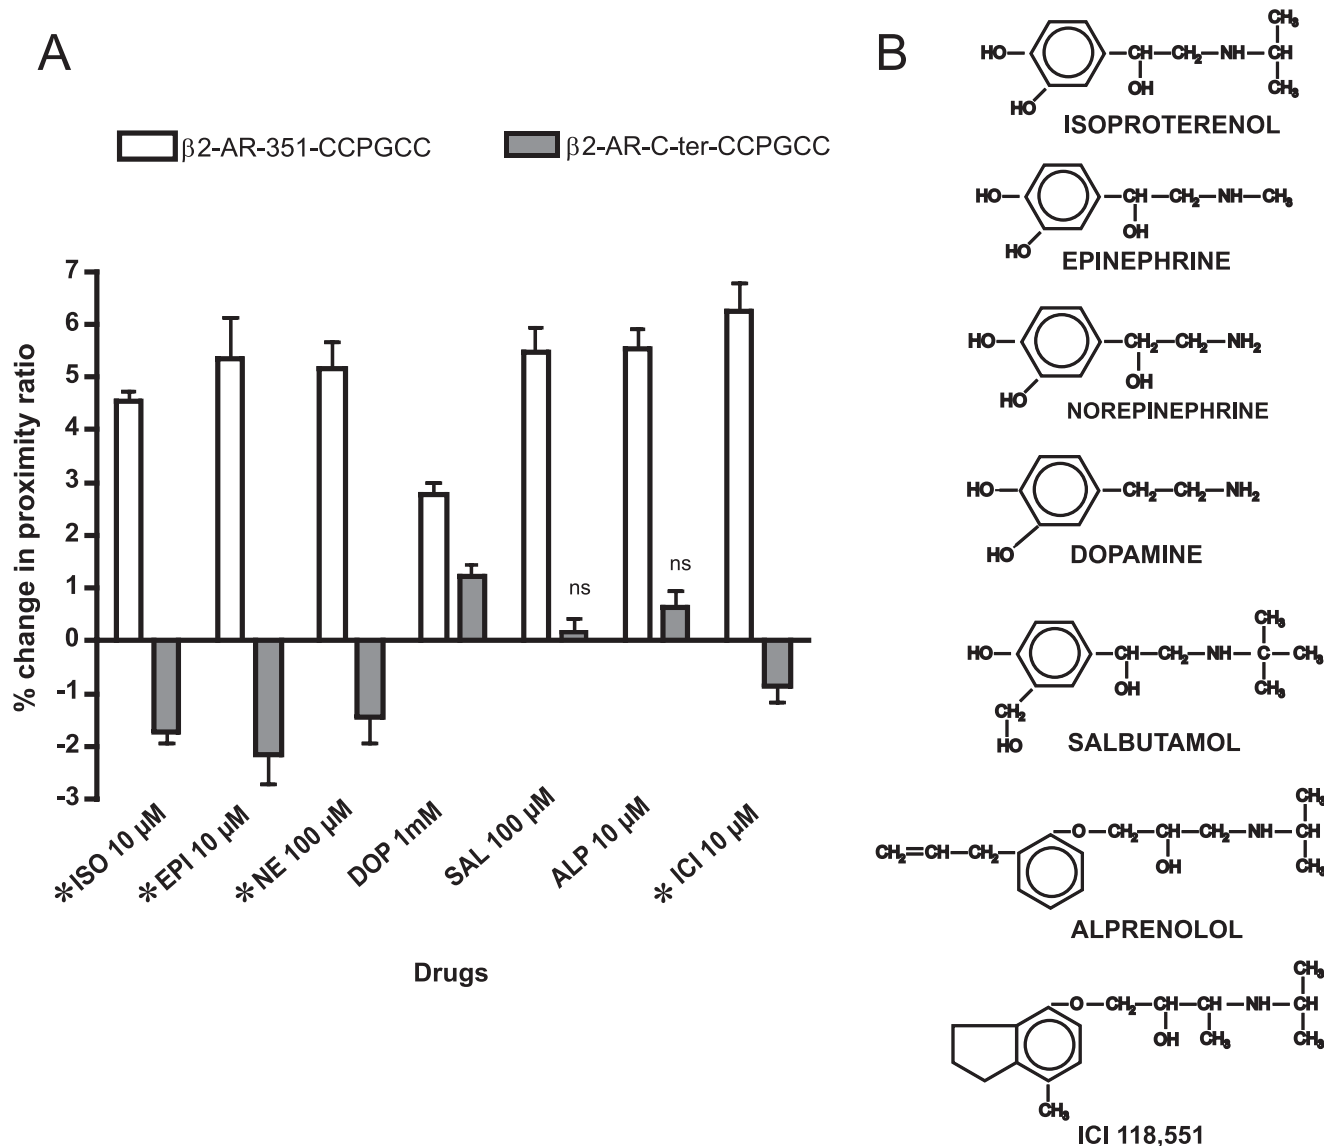 A
β2-AR-351-CCPGCC
β2-AR-C-ter-CCPGCC
% change in proximity ratio
7
6
5
4
3
2
1
0
-1
-2
-3
ns
ns
*ISO 10 µM
*EPI 10 µM
*NE 100 µM
DOP 1mM
SAL 100 µM
ALP 10 µM
* ICI 10 µM
Drugs
B
CH3
HO CH CH2 NH CH
HO OH CH3
ISOPROTERENOL
HO CH CH2 NH CH3
HO OH
EPINEPHRINE
HO CH2 CH2 NH2
HO OH
NOREPINEPHRINE
HO CH2 CH2 NH2
HO
DOPAMINE
CH3
HO CH CH2 NH C CH3
OH CH3
CH2
HO
SALBUTAMOL
CH3
O CH2 CH CH2 NH CH
CH2=CH CH2 OH CH3
ALPRENOLOL
CH3
O CH2 CH CH NH CH
OH CH3 CH3
CH3
ICI 118,551